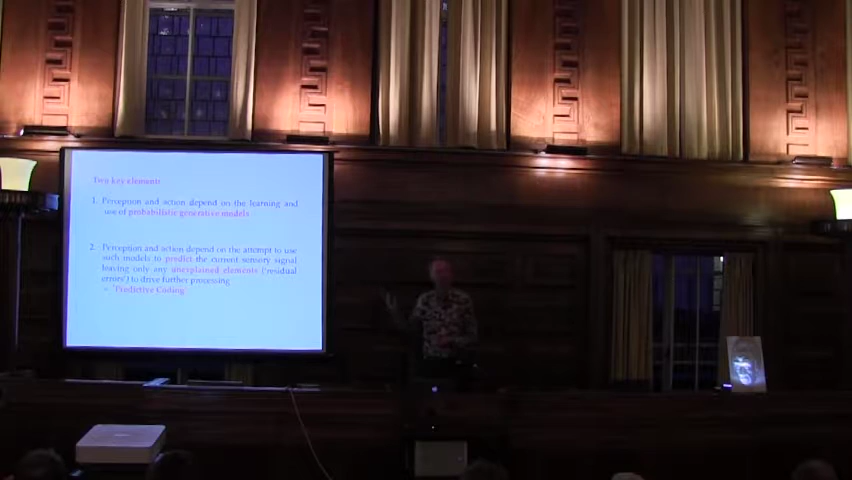 Two key elements
1. Perception and action depend on the learning and
use of probabilistic generative models
2. Perception and action depend on the attempt to use
such models to predict the current sensory signal
leaving only any unexplained elements ('residual
errors') to drive further processing
= 'Predictive Coding'